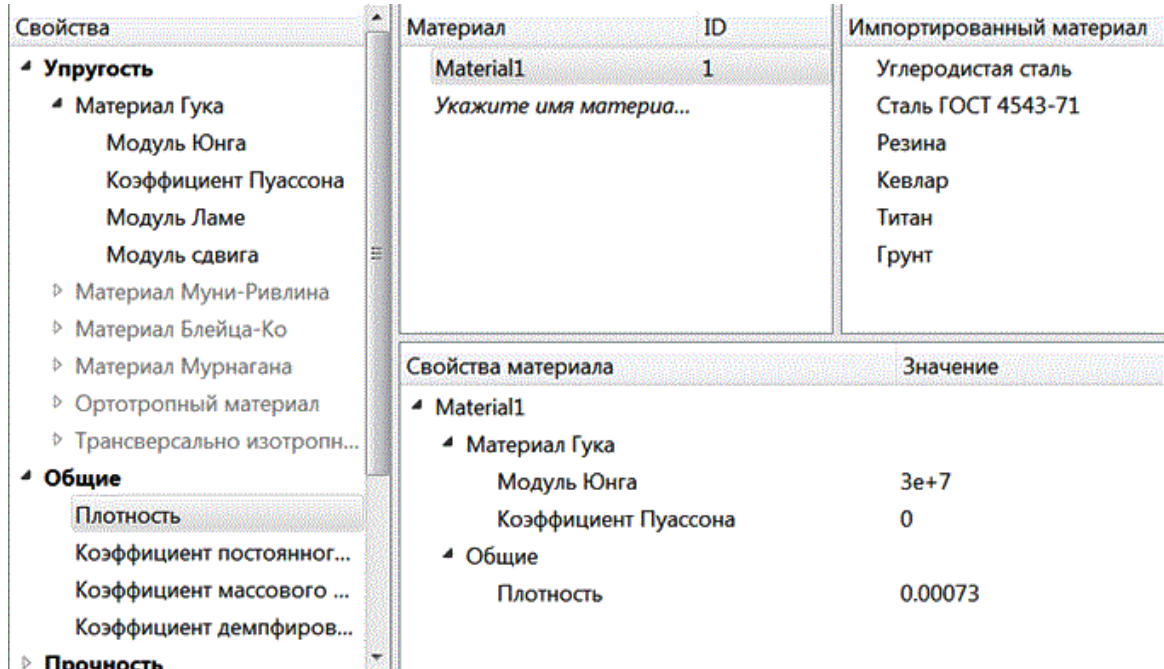 Свойства
Упругость
Материал Гука
Модуль Юнга
Коэффициент Пуассона
Модуль Ламе
Модуль сдвига
Материал Муни-Ривлина
Материал Блейца-Ко
Материал Мурнагана
Ортотропный материал
Трансверсально изотропн...
Общие
Плотность
Коэффициент постоянног...
Коэффициент массового ...
Коэффициент демпфиров...
Прочность
Материал ID
Material1 1
Укажите имя материа...
Импортированный материал
Углеродистая сталь
Сталь ГОСТ 4543-71
Резина
Кевлар
Титан
Грунт
Свойства материала Значение
Material1
Материал Гука
Модуль Юнга 3e+7
Коэффициент Пуассона 0
Общие
Плотность 0.00073